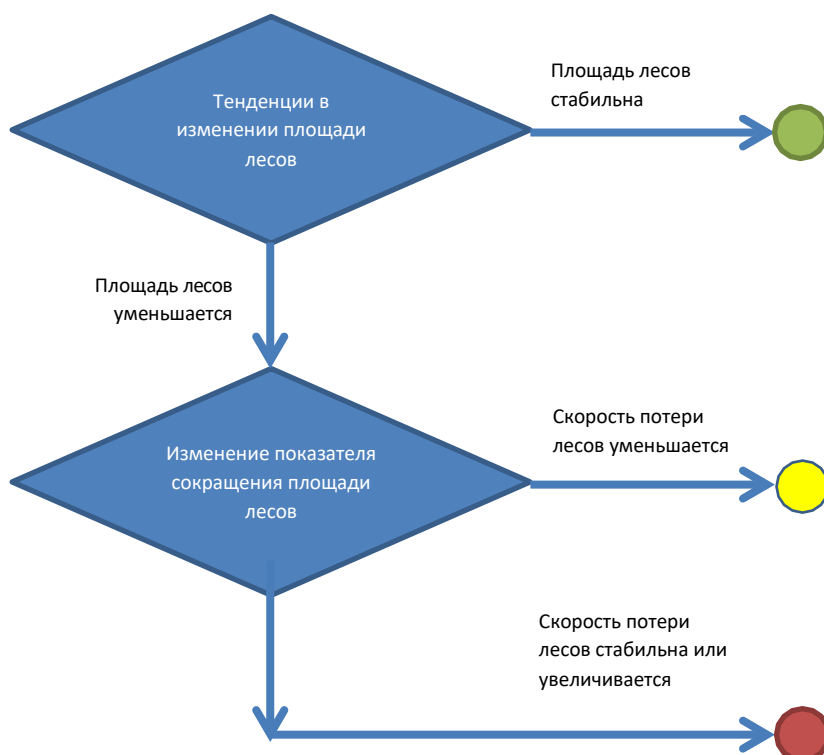 Площадь лесов
стабильна
Тенденции в
изменении площади
лесов
Площадь лесов
уменьшается
Скорость потери
лесов уменьшается
Изменение показателя
сокращения площади
лесов
Скорость потери
лесов стабильна или
увеличивается